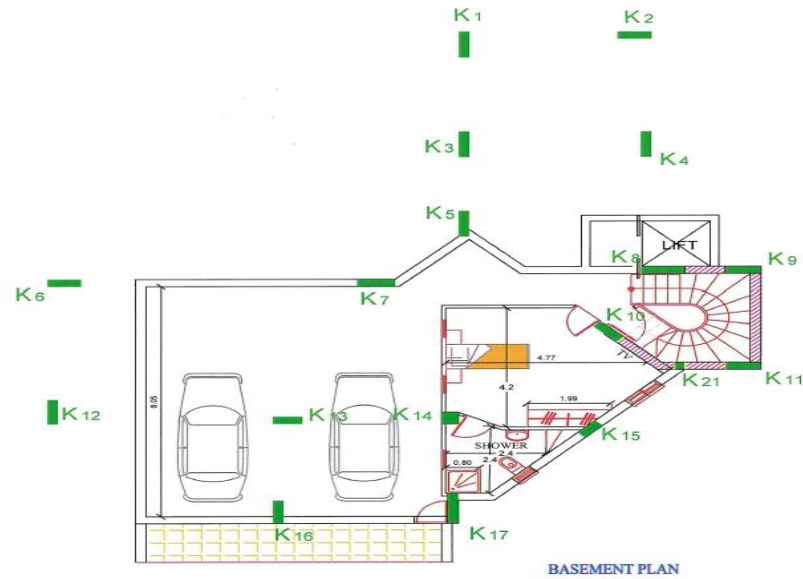 K1
K2
K3
K4
K5
K8
LIFT
K9
K6
K7
K10
TV
4.77
8.05
4.2
K21
K11
1.99
K12
K13
K14
K15
SHOWER
2.4
0.80
2.4
K16
K17
BASEMENT PLAN